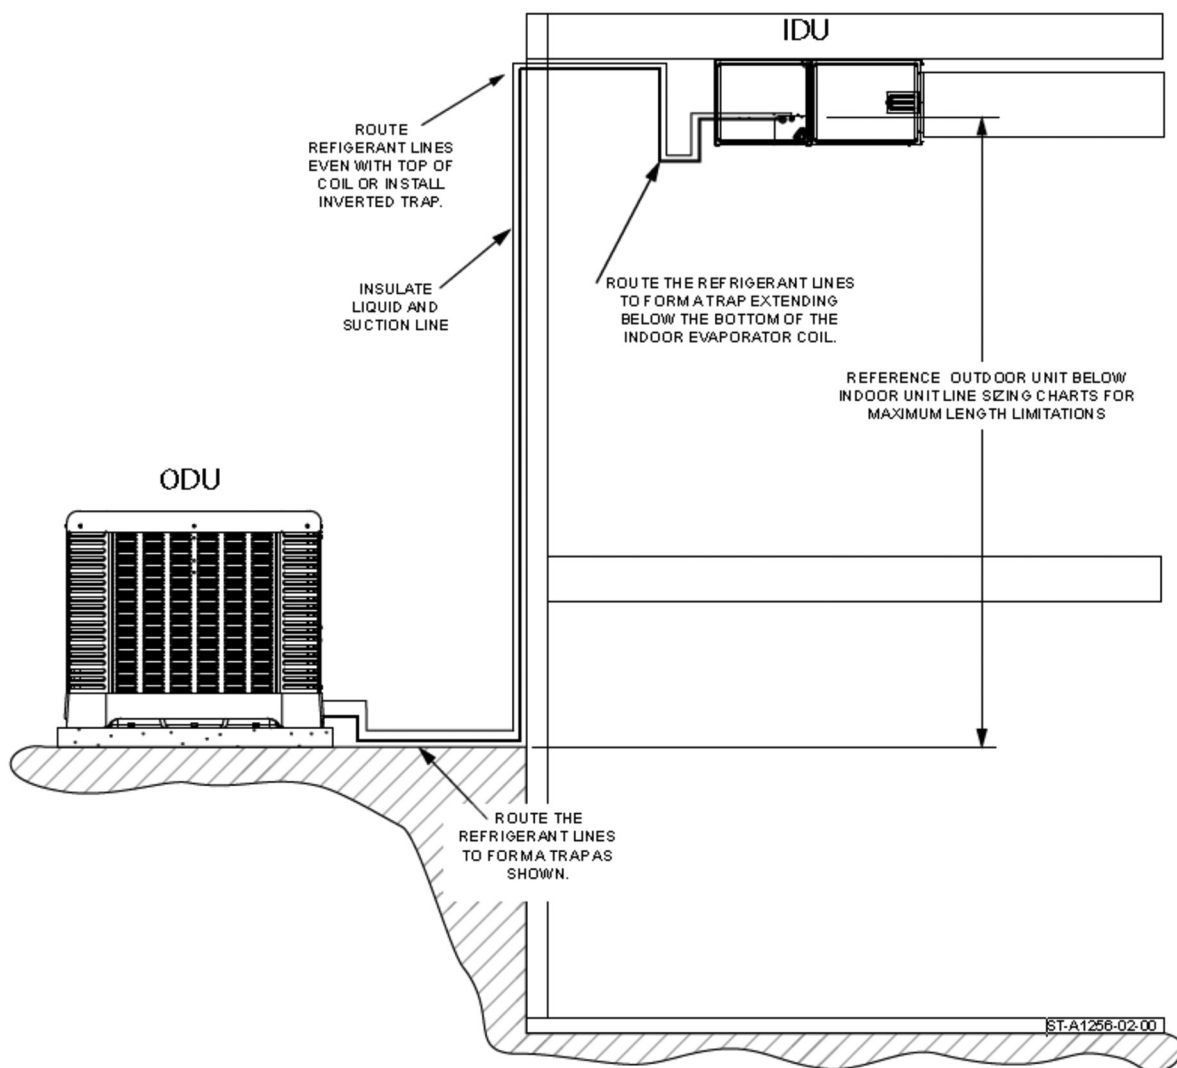 IDU
ROUTE
REFIGERANT LINES
EVEN WITH TOP OF
COIL OR INSTALL
INVERTED TRAP.
INSULATE
LIQUID AND
SUCTION LINE
ROUTE THE REFRIGERANT LINES
TO FORM A TRAP EXTENDING
BELOW THE BOTTOM OF THE
INDOOR EVAPORATOR COIL.
REFERENCE OUTDOOR UNIT BELOW
INDOOR UNIT LINE SIZING CHARTS FOR
MAXIMUM LENGTH LIMITATIONS
ODU
ROUTE THE
REFRIGERANT LINES
TO FORM A TRAP AS
SHOWN.
ST-A1256-02-00